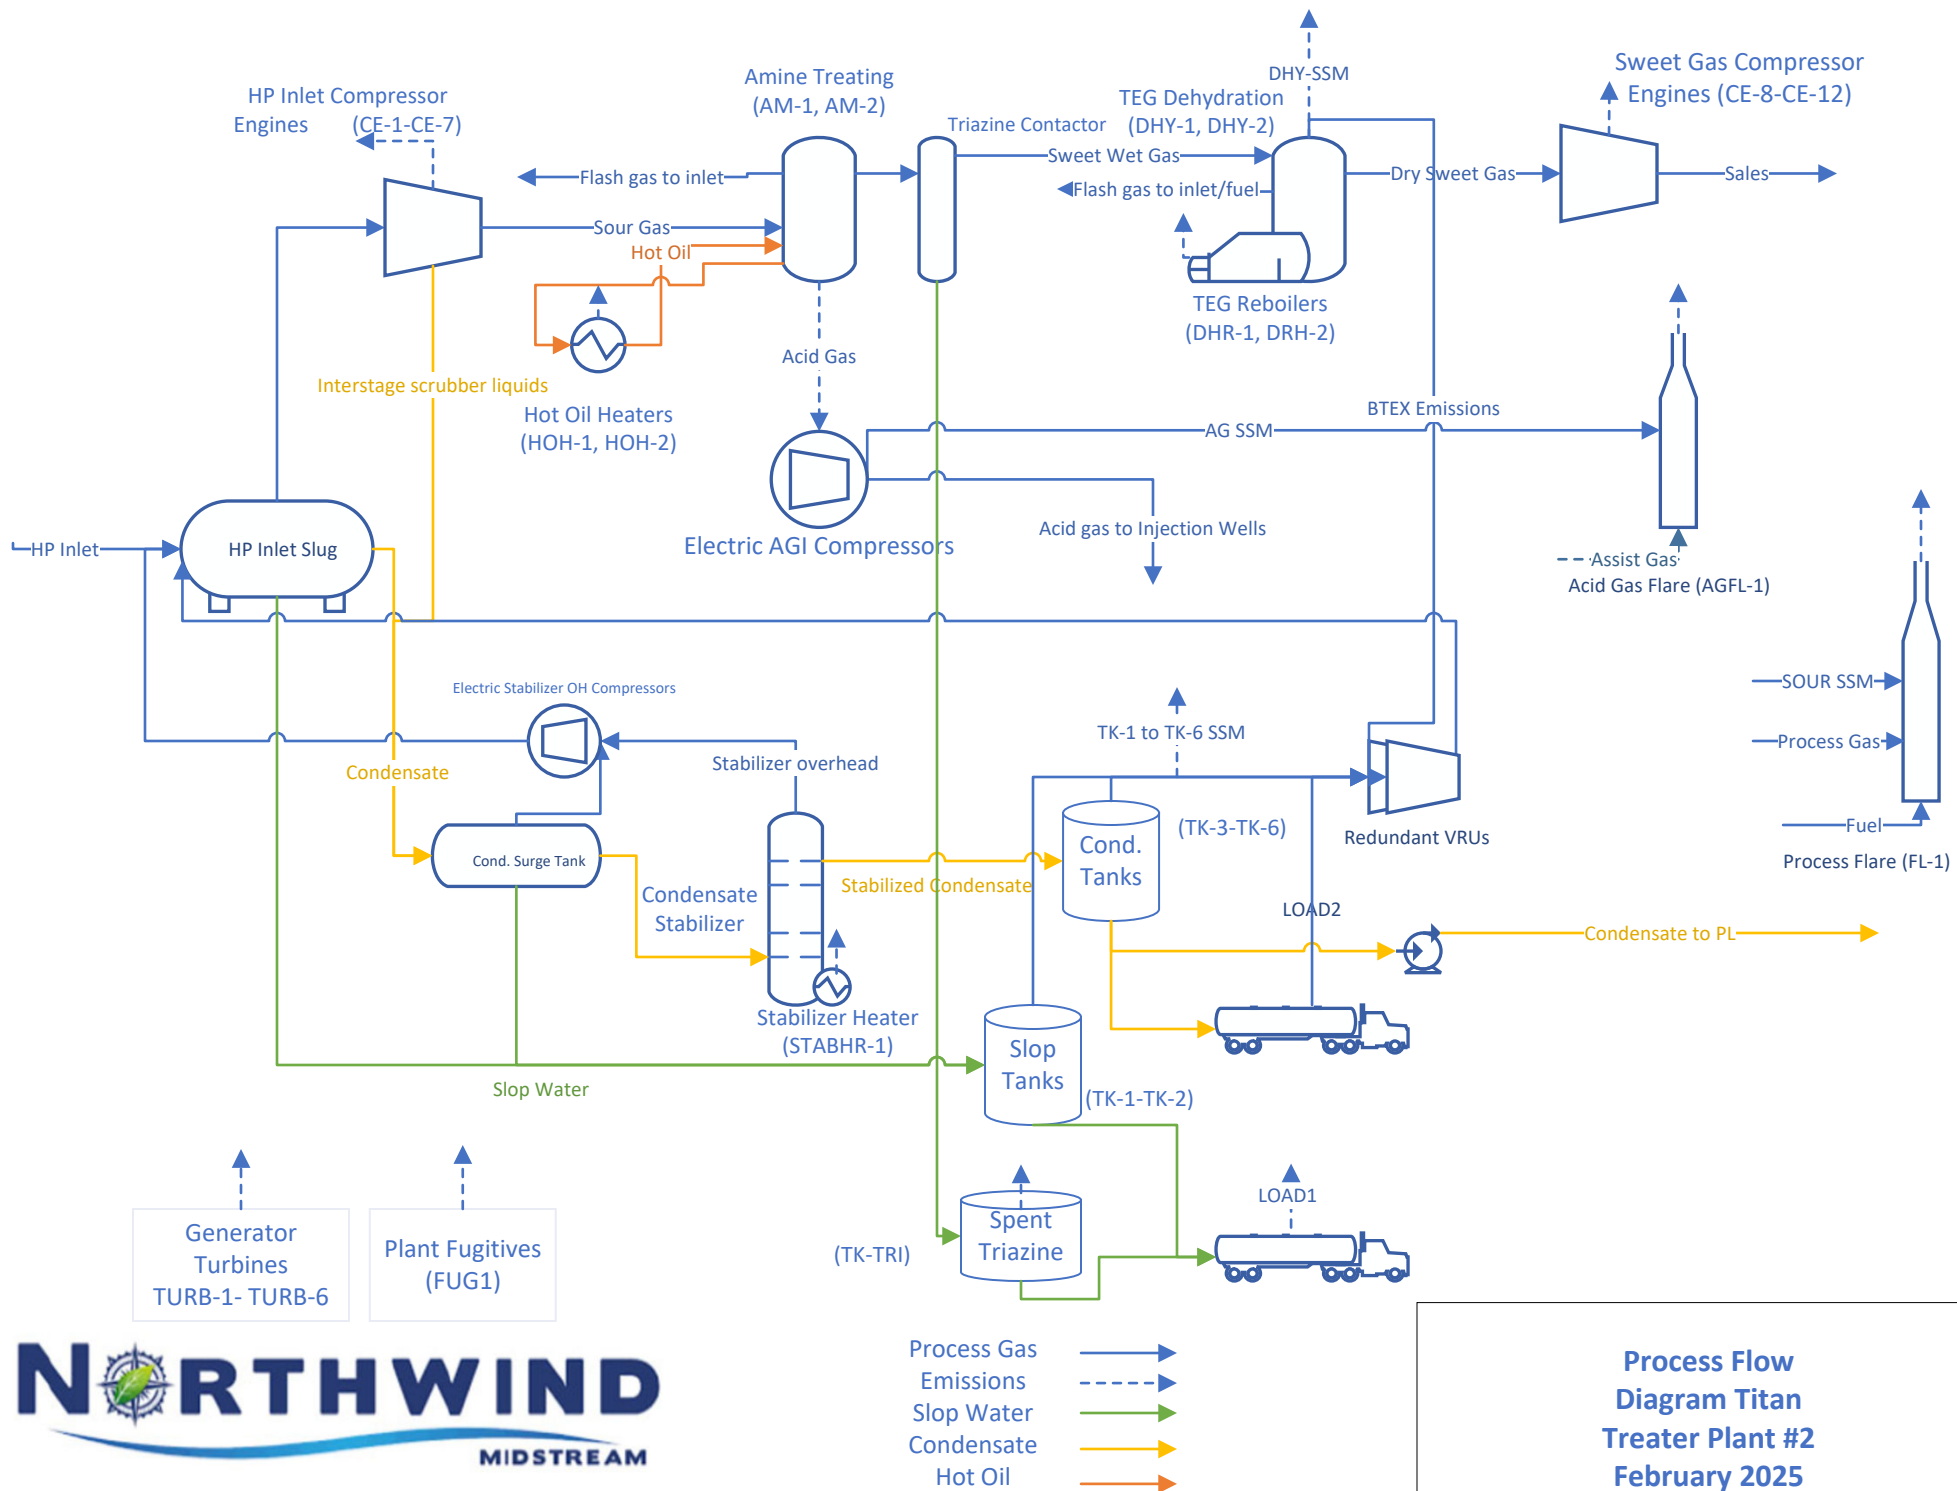 HP Inlet Compressor
Engines (CE-1-CE-7)
Amine Treating
(AM-1, AM-2)
Triazine Contactor
TEG Dehydration
(DHY-1, DHY-2)
DHY-SSM
Sweet Gas Compressor
Engines (CE-8-CE-12)
Flash gas to inlet
Sweet Wet Gas
Flash gas to inlet/fuel
Dry Sweet Gas
Sales
Sour Gas
Hot Oil
TEG Reboilers
(DHR-1, DRH-2)
Acid Gas
Interstage scrubber liquids
Hot Oil Heaters
(HOH-1, HOH-2)
BTEX Emissions
AG SSM
Electric AGI Compressors
Acid gas to Injection Wells
HP Inlet
HP Inlet Slug
Assist Gas
Acid Gas Flare (AGFL-1)
Electric Stabilizer OH Compressors
SOUR SSM
Process Gas
Fuel
Process Flare (FL-1)
Condensate
Stabilizer overhead
TK-1 to TK-6 SSM
(TK-3-TK-6)
Redundant VRUs
Cond. Surge Tank
Cond.
Tanks
Condensate
Stabilizer
Stabilized Condensate
LOAD2
Condensate to PL
Stabilizer Heater
(STABHR-1)
Slop
Tanks
(TK-1-TK-2)
Slop Water
LOAD1
Spent
Triazine
(TK-TRI)
Generator
Turbines
TURB-1- TURB-6
Plant Fugitives
(FUG1)
NORTHWIND
MIDSTREAM
Process Gas
Emissions
Slop Water
Condensate
Hot Oil
Process Flow
Diagram Titan
Treater Plant #2
February 2025